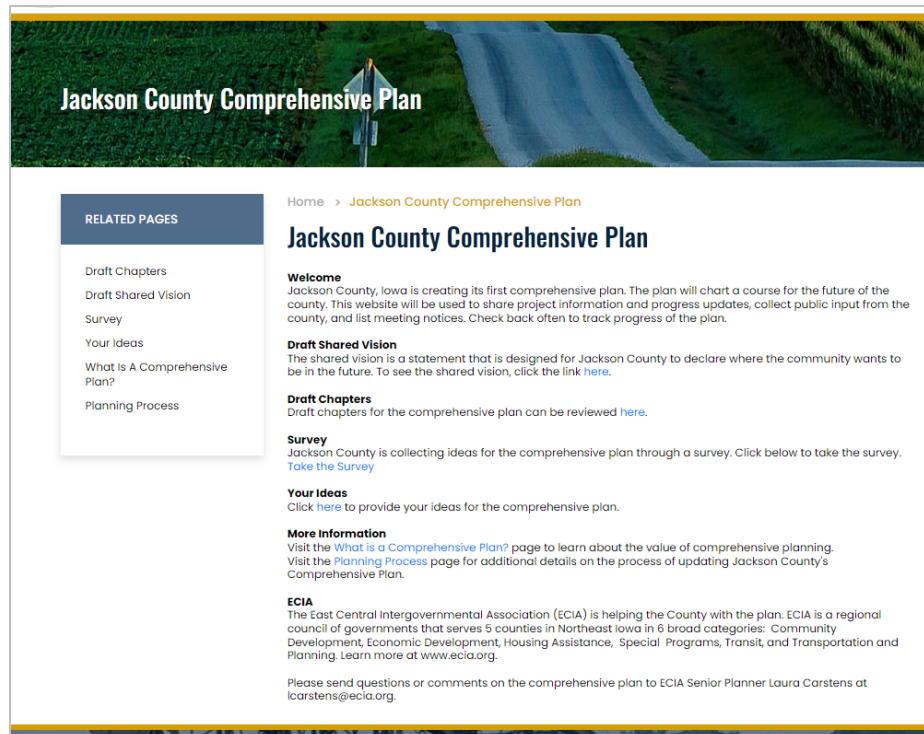 Jackson County Comprehensive Plan
RELATED PAGES
Draft Chapters
Draft Shared Vision
Survey
Your Ideas
What Is A Comprehensive
Plan?
Planning Process
Home > Jackson County Comprehensive Plan
Jackson County Comprehensive Plan
Welcome
Jackson County, Iowa is creating its first comprehensive plan. The plan will chart a course for the future of the
county. This website will be used to share project information and progress updates, collect public input from the
county, and list meeting notices. Check back often to track progress of the plan.
Draft Shared Vision
The shared vision is a statement that is designed for Jackson County to declare where the community wants to
be in the future. To see the shared vision, click the link here.
Draft Chapters
Draft chapters for the comprehensive plan can be reviewed here.
Survey
Jackson County is collecting ideas for the comprehensive plan through a survey. Click below to take the survey.
Take the Survey
Your Ideas
Click here to provide your ideas for the comprehensive plan.
More Information
Visit the What is a Comprehensive Plan? page to learn about the value of comprehensive planning.
Visit the Planning Process page for additional details on the process of updating Jackson County's
Comprehensive Plan.
ECIA
The East Central Intergovernmental Association (ECIA) is helping the County with the plan. ECIA is a regional
council of governments that serves 5 counties in Northeast Iowa in 6 broad categories: Community
Development, Economic Development, Housing Assistance, Special Programs, Transit, and Transportation and
Planning. Learn more at www.ecia.org.
Please send questions or comments on the comprehensive plan to ECIA Senior Planner Laura Carstens at
lcarstens@ecia.org.